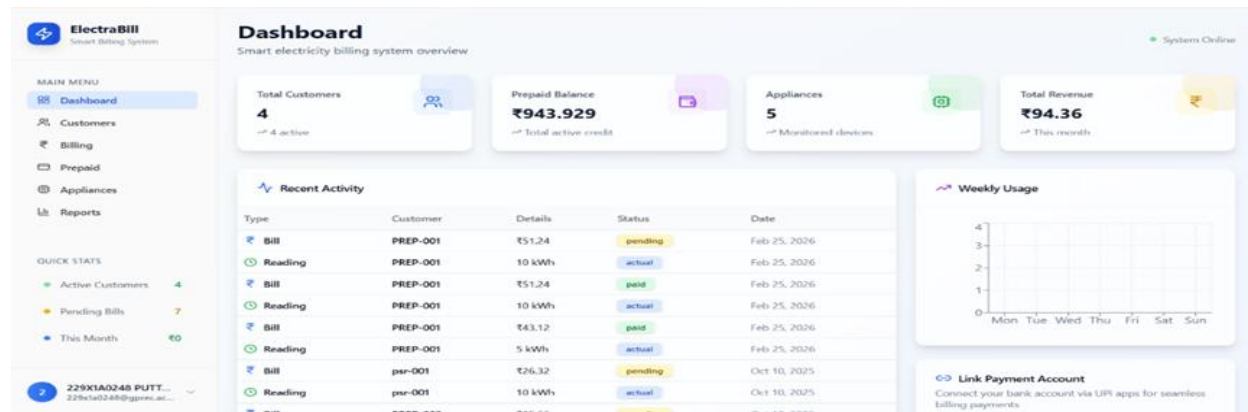 ElectraBill
Smart Billing System
MAIN MENU
Dashboard
Customers
Billing
Prepaid
Appliances
Reports
QUICK STATS
Active Customers 4
Pending Bills 7
This Month ₹0
2
229X1A0248 PUTT...
229x1a0248@gprec.ac...
Dashboard
Smart electricity billing system overview
System Online
Total Customers
4
4 active
Prepaid Balance
₹943.929
Total active credit
Appliances
5
Monitored devices
Total Revenue
₹94.36
This month
Recent Activity
Type Customer Details Status Date
₹ Bill PREP-001 ₹51.24 pending Feb 25, 2026
Reading PREP-001 10 kWh actual Feb 25, 2026
₹ Bill PREP-001 ₹51.24 paid Feb 25, 2026
Reading PREP-001 10 kWh actual Feb 25, 2026
₹ Bill PREP-001 ₹43.12 paid Feb 25, 2026
Reading PREP-001 5 kWh actual Feb 25, 2026
₹ Bill psr-001 ₹26.32 pending Oct 10, 2025
Reading psr-001 10 kWh actual Oct 10, 2025
Weekly Usage
4
3
2
1
0
Mon Tue Wed Thu Fri Sat Sun
Link Payment Account
Connect your bank account via UPI apps for seamless
billing payments